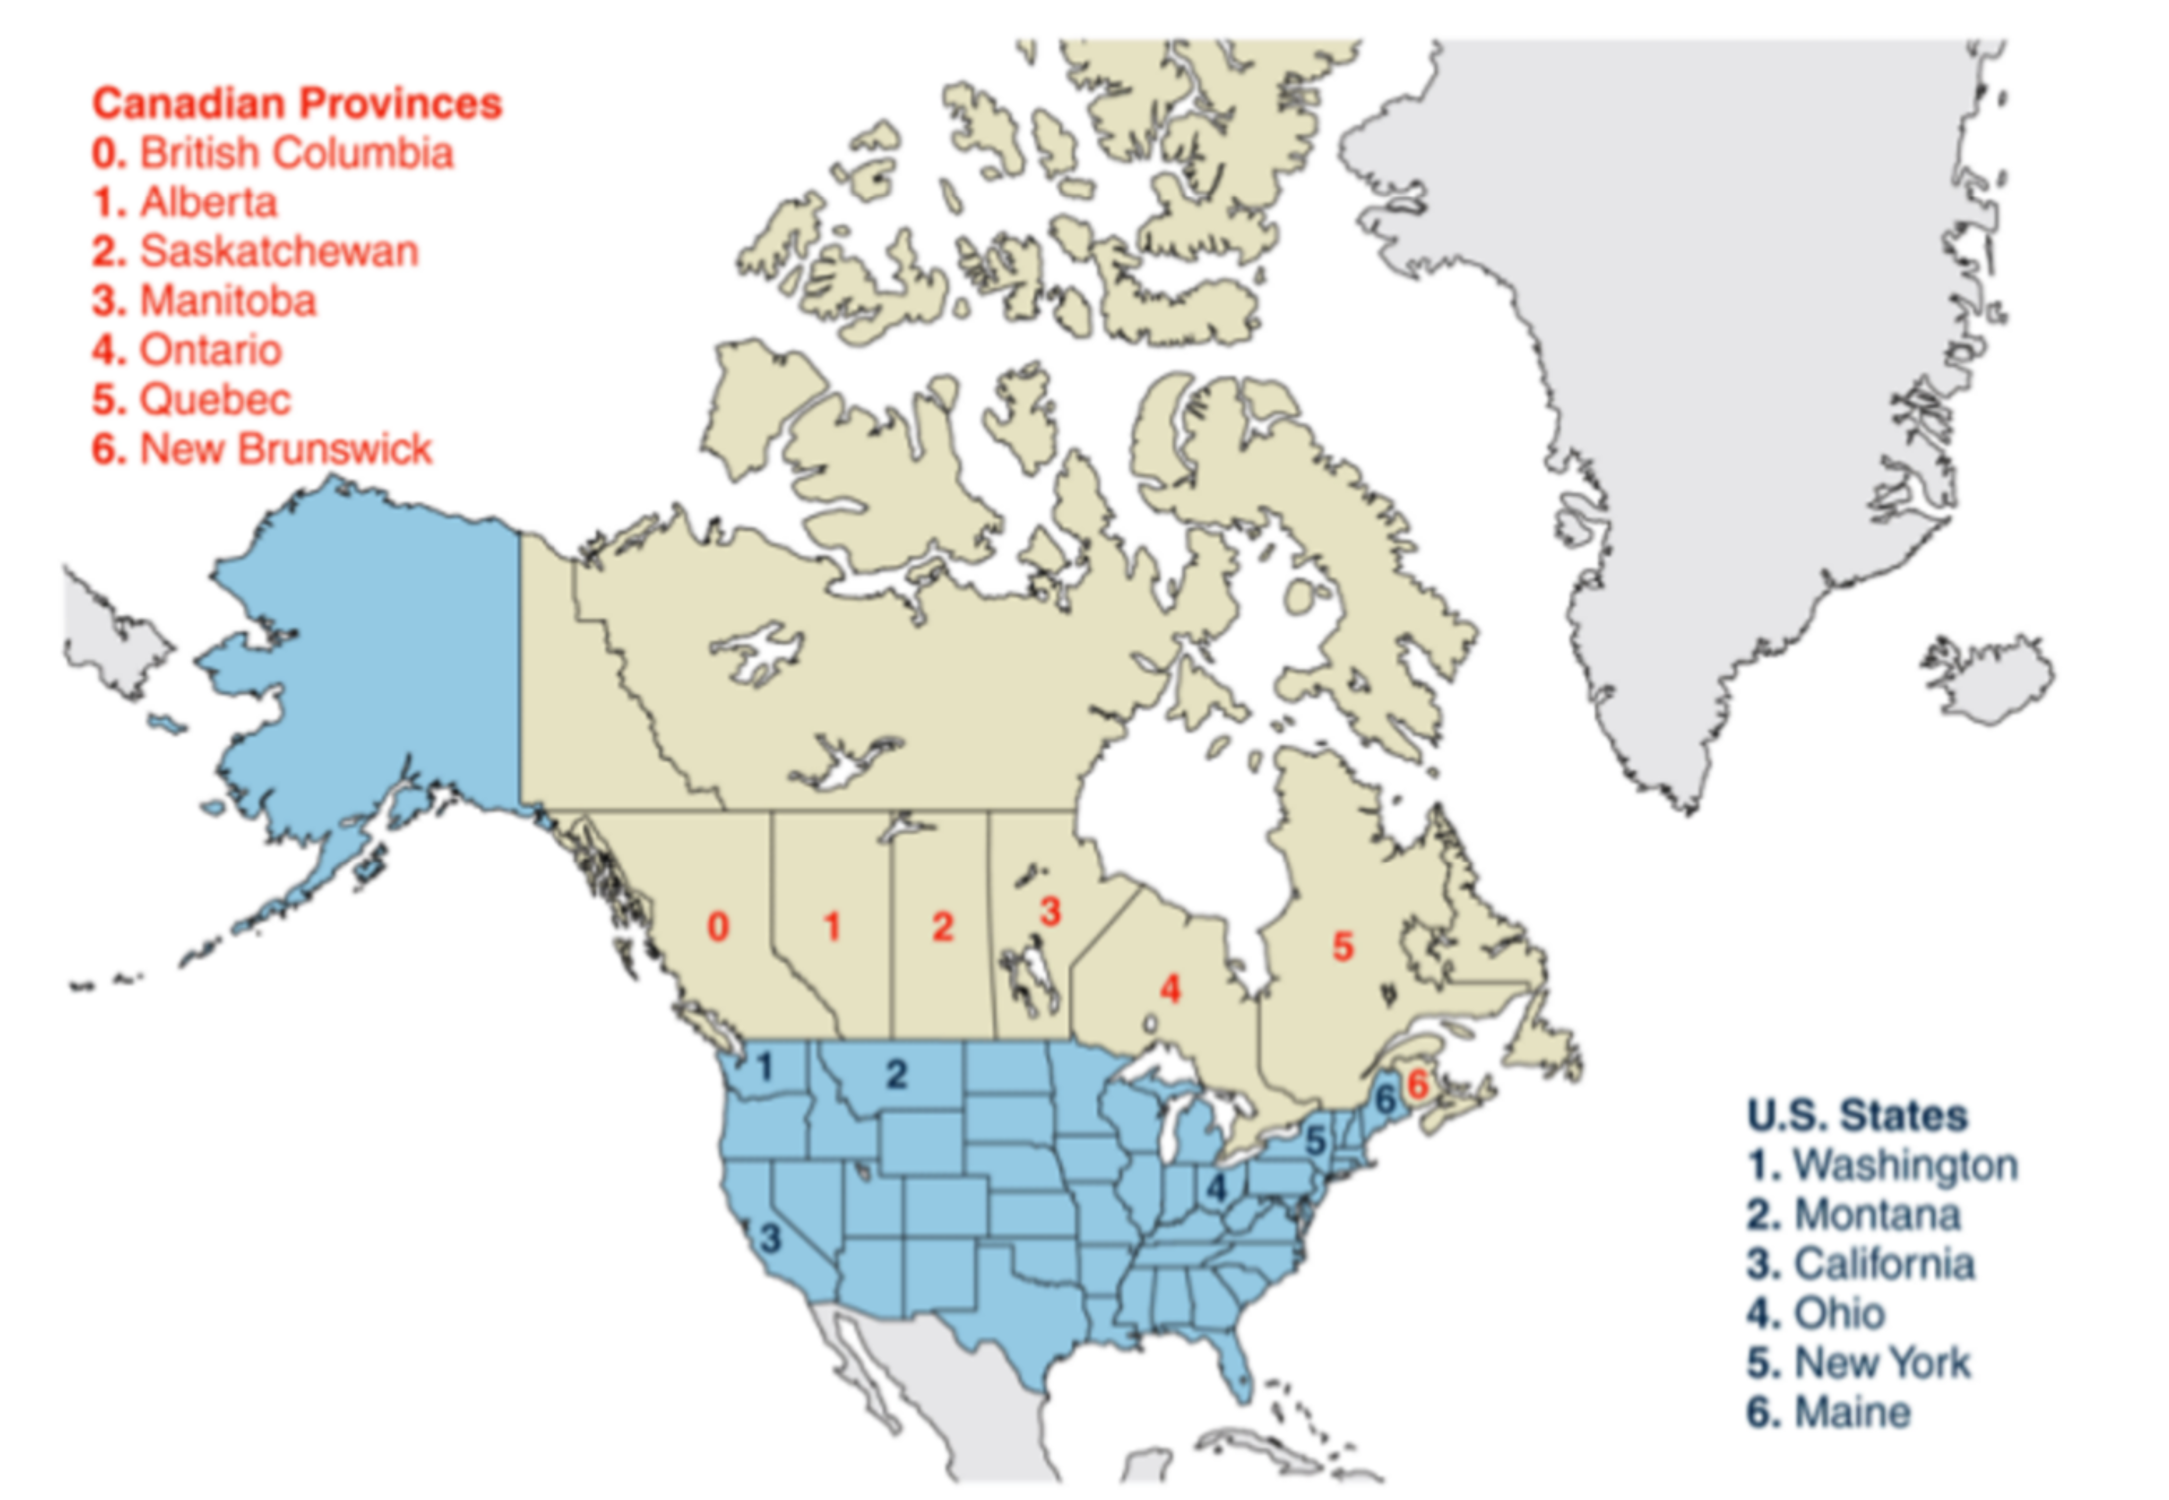 Canadian Provinces
0. British Columbia
1. Alberta
2. Saskatchewan
3. Manitoba
4. Ontario
5. Quebec
6. New Brunswick
0
1
2
3
4
5
6
1
2
3
4
5
6
U.S. States
1. Washington
2. Montana
3. California
4. Ohio
5. New York
6. Maine